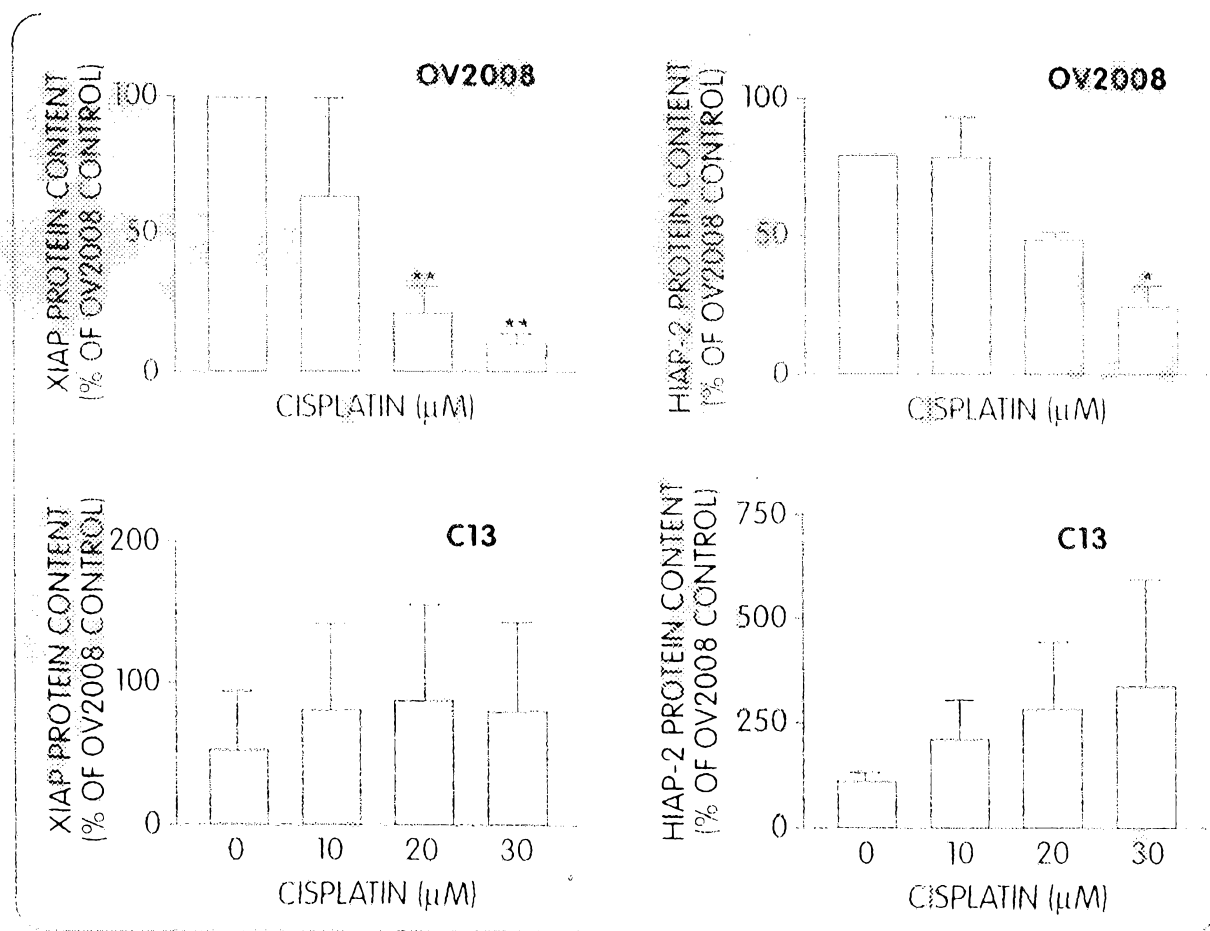 OV2008
XIAP PROTEIN CONTENT
(% OF OV2008 CONTROL)
100
50
0
**
**
CISPLATIN (µM)
OV2008
HIAP-2 PROTEIN CONTENT
(% OF OV2008 CONTROL)
100
50
0
*
CISPLATIN (µM)
C13
XIAP PROTEIN CONTENT
(% OF OV2008 CONTROL)
200
100
0
0 10 20 30
CISPLATIN (µM)
C13
HIAP-2 PROTEIN CONTENT
(% OF OV2008 CONTROL)
750
500
250
0
0 10 20 30
CISPLATIN (µM)